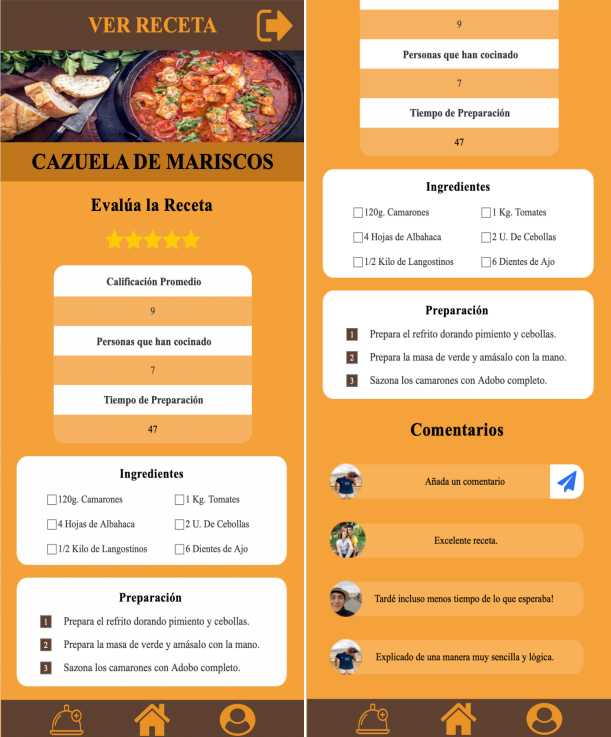 VER RECETA
CAZUELA DE MARISCOS
Evalúa la Receta
Calificación Promedio
9
Personas que han cocinado
7
Tiempo de Preparación
47
Ingredientes
120g. Camarones
1 Kg. Tomates
4 Hojas de Albahaca
2 U. De Cebollas
1/2 Kilo de Langostinos
6 Dientes de Ajo
Preparación
1 Prepara el refrito dorando pimiento y cebollas.
2 Prepara la masa de verde y amásalo con la mano.
3 Sazona los camarones con Adobo completo.
9
Personas que han cocinado
7
Tiempo de Preparación
47
Ingredientes
120g. Camarones
1 Kg. Tomates
4 Hojas de Albahaca
2 U. De Cebollas
1/2 Kilo de Langostinos
6 Dientes de Ajo
Preparación
1 Prepara el refrito dorando pimiento y cebollas.
2 Prepara la masa de verde y amásalo con la mano.
3 Sazona los camarones con Adobo completo.
Comentarios
Añada un comentario
Excelente receta.
Tardé incluso menos tiempo de lo que esperaba!
Explicado de una manera muy sencilla y lógica.